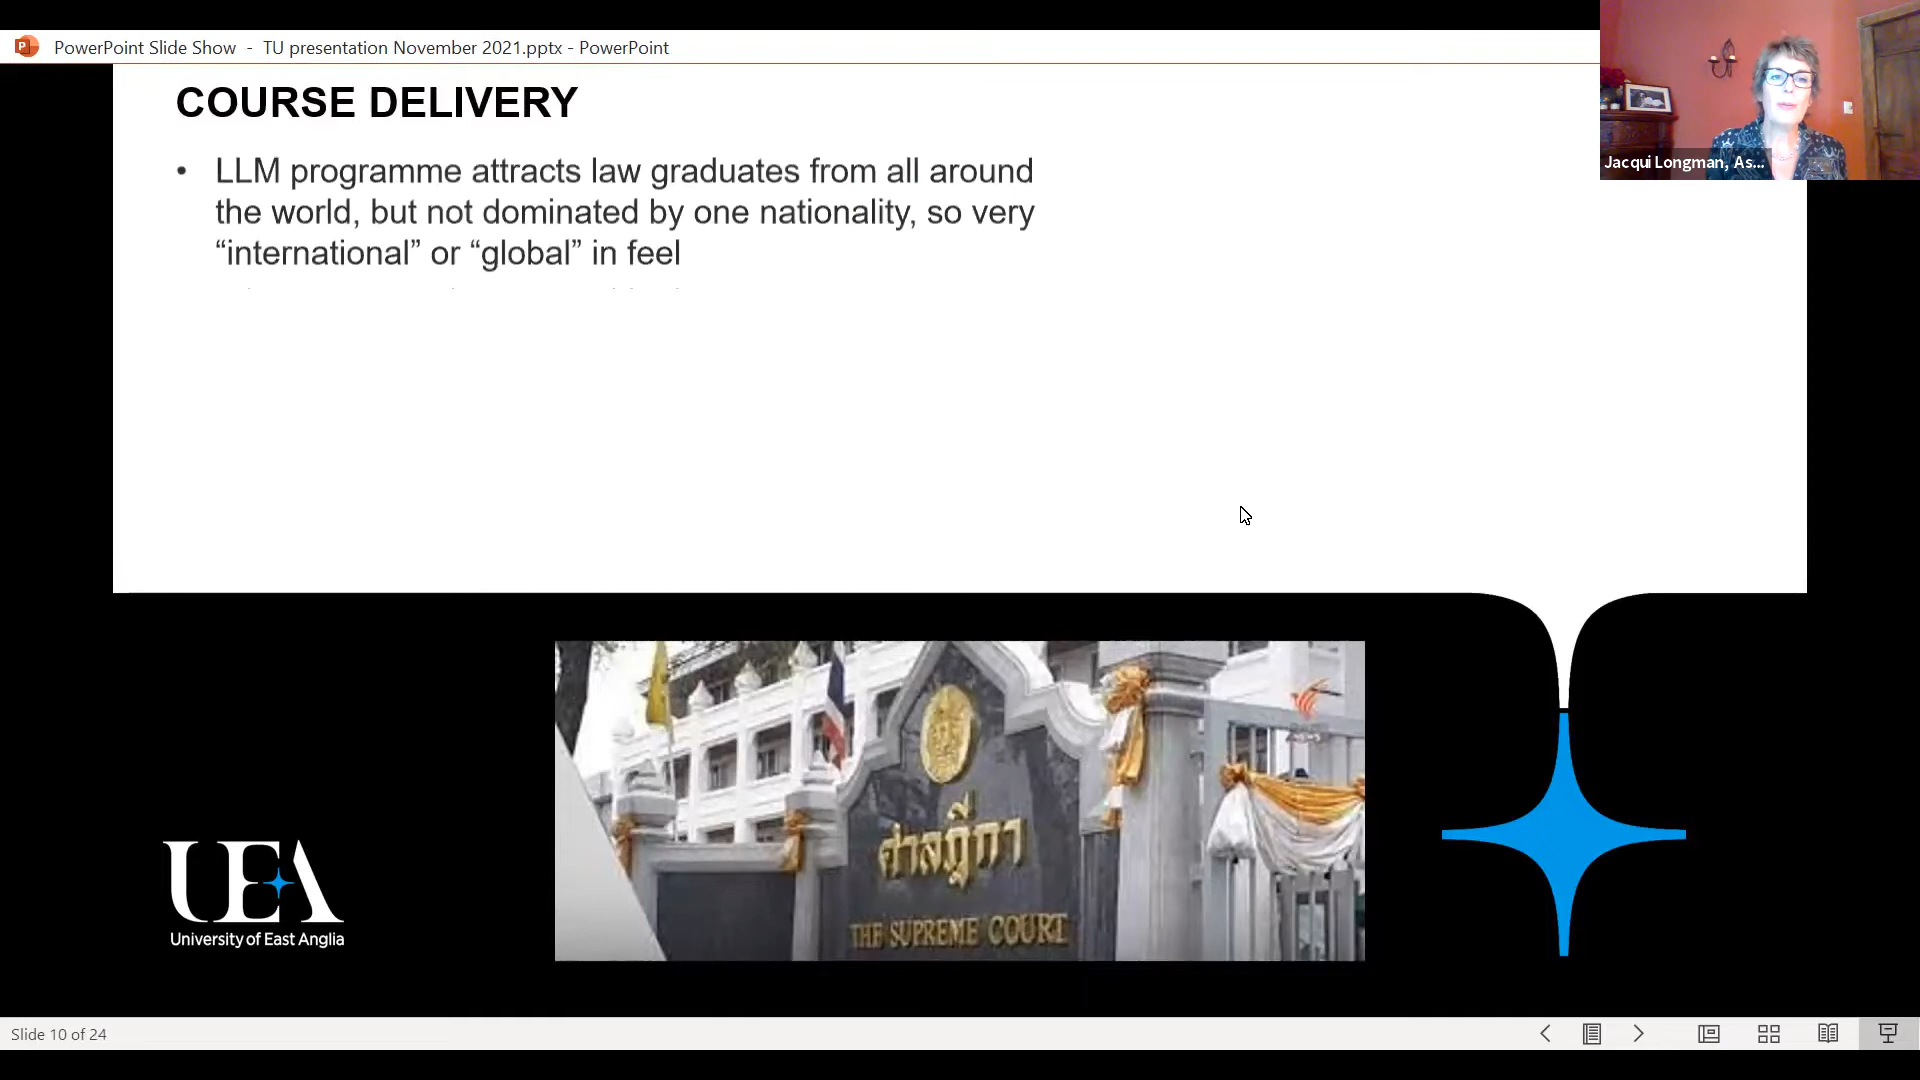 PowerPoint Slide Show  -  TU presentation November 2021.pptx - PowerPoint
Jacqui Longman, As...
COURSE DELIVERY
• LLM programme attracts law graduates from all around
the world, but not dominated by one nationality, so very
“international” or “global” in feel
ศาลฎีกา
THE SUPREME COURT
UEA
University of East Anglia
Slide 10 of 24